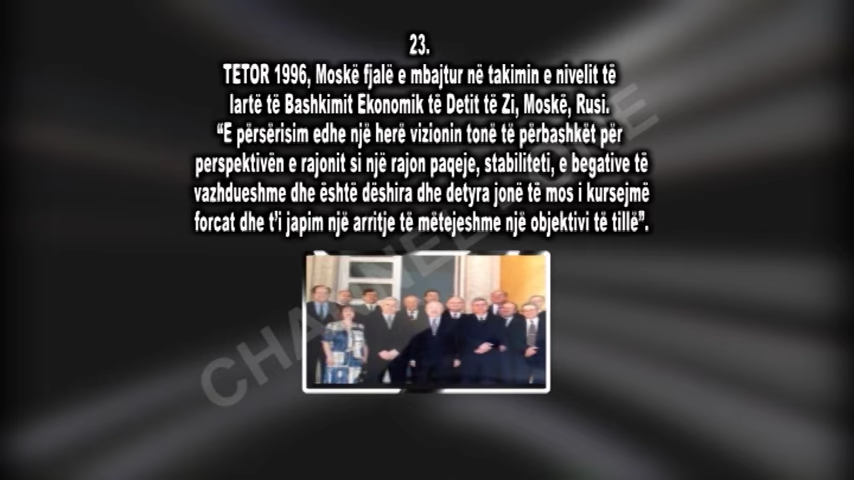 23.
TETOR 1996, Moskë fjalë e mbajtur në takimin e nivelit të
lartë të Bashkimit Ekonomik të Detit të Zi, Moskë, Rusi.
“E përsërisim edhe një herë vizionin tonë të përbashkët për
perspektivën e rajonit si një rajon paqeje, stabiliteti, e begative të
vazhdueshme dhe është dëshira dhe detyra jonë të mos i kursejmë
forcat dhe t’i japim një arritje të mëtejeshme një objektivi të tillë”.